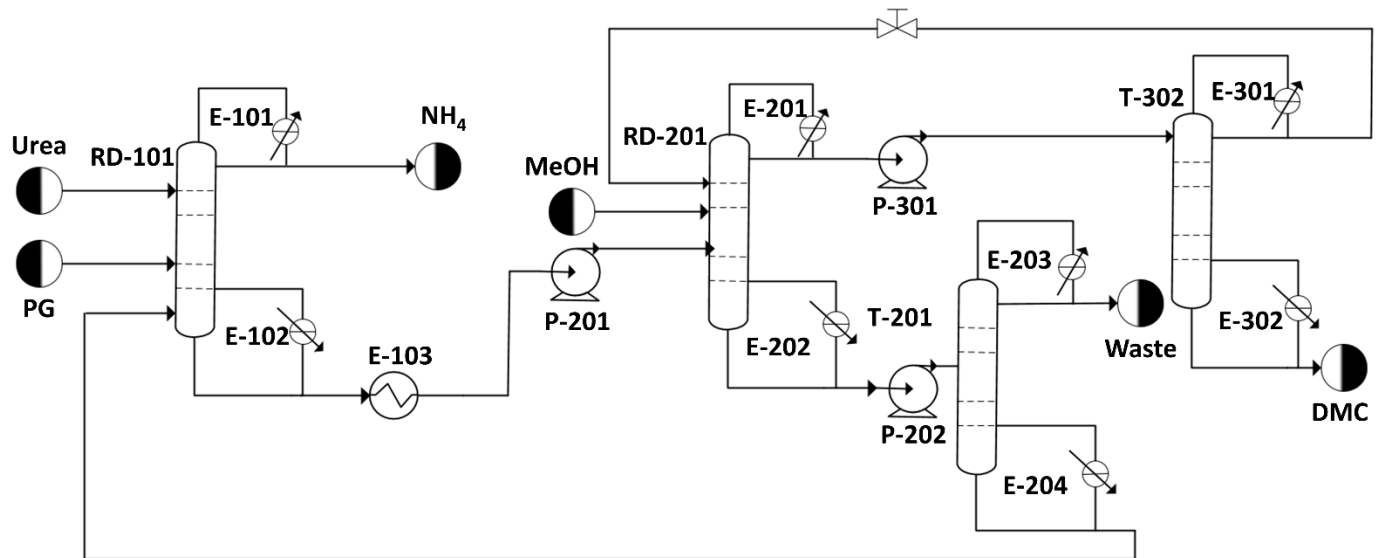 E-101
NH4
Urea
RD-101
PG
E-102
E-103
P-201
MeOH
RD-201
E-201
P-301
E-202
T-201
P-202
E-203
Waste
E-204
T-302
E-301
E-302
DMC